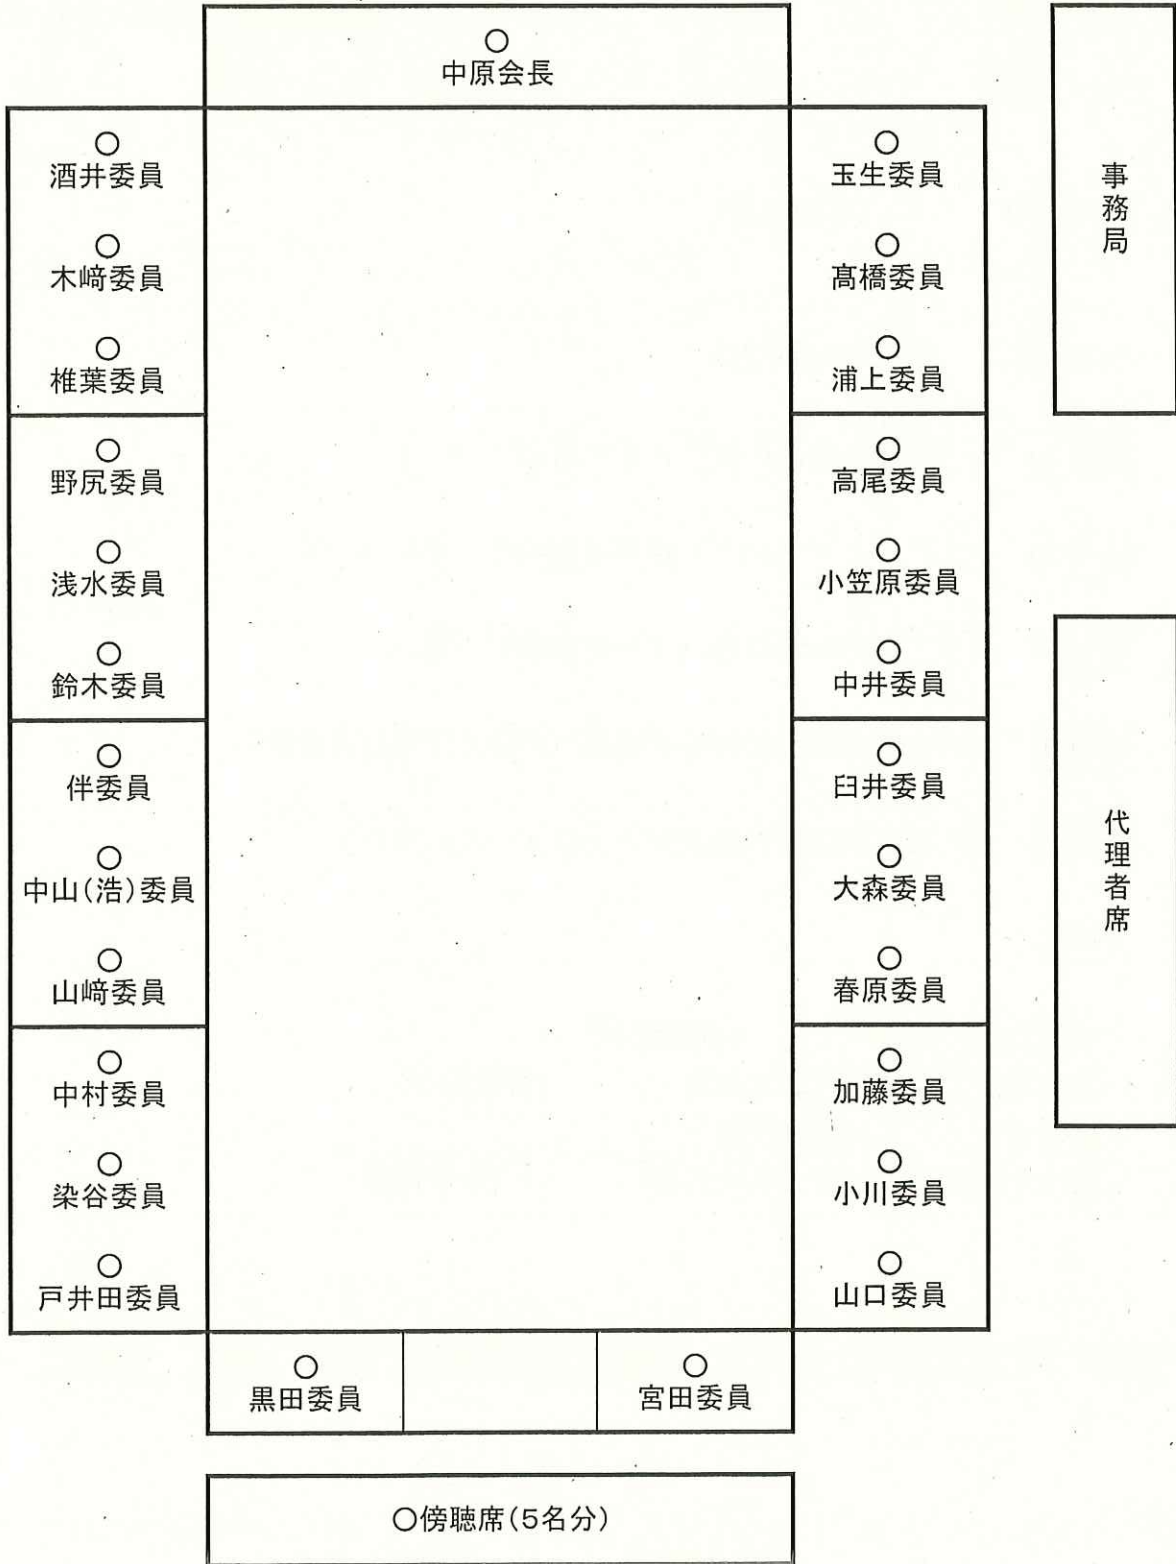 ○
中原会長
○
酒井委員
○
木﨑委員
○
椎葉委員
○
野尻委員
○
浅水委員
○
鈴木委員
○
伴委員
○
中山(浩)委員
○
山﨑委員
○
中村委員
○
染谷委員
○
戸井田委員
○
玉生委員
○
髙橋委員
○
浦上委員
○
高尾委員
○
小笠原委員
○
中井委員
○
臼井委員
○
大森委員
○
春原委員
○
加藤委員
○
小川委員
○
山口委員
○
黒田委員
○
宮田委員
○傍聴席(5名分)
事務局
代理者席